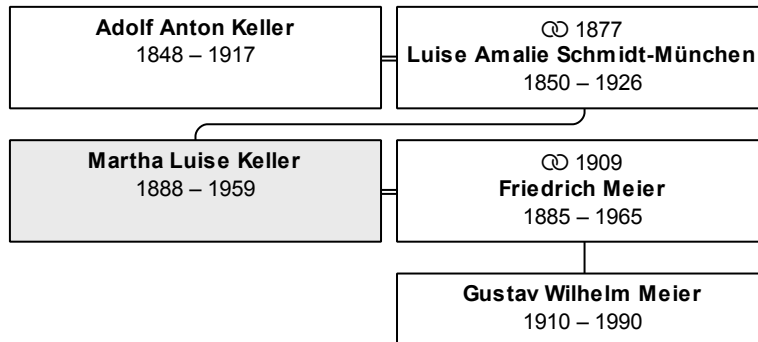 Adolf Anton Keller
1848 – 1917
⚭ 1877
Luise Amalie Schmidt-München
1850 – 1926
Martha Luise Keller
1888 – 1959
⚭ 1909
Friedrich Meier
1885 – 1965
Gustav Wilhelm Meier
1910 – 1990